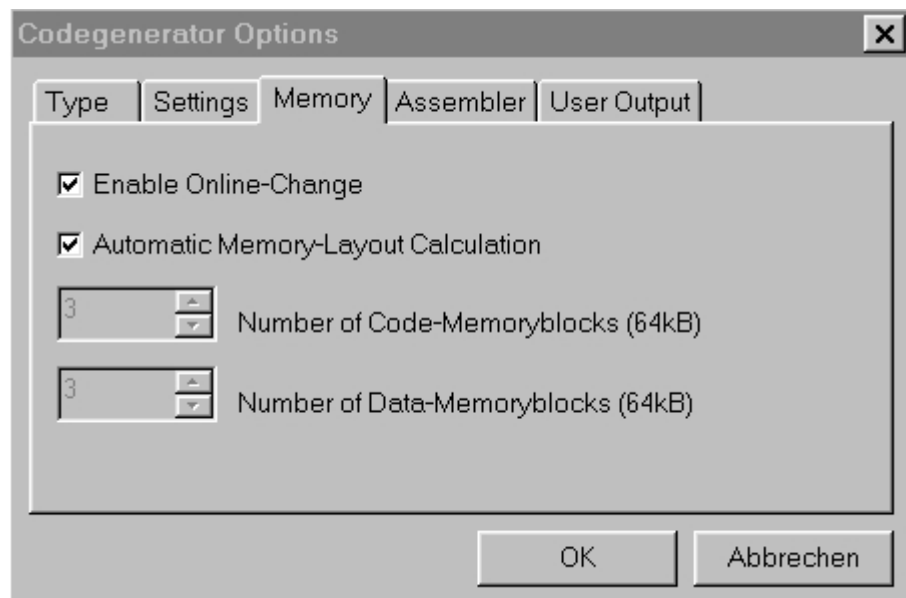 Codegenerator Options
Type Settings Memory Assembler User Output
Enable Online-Change
Automatic Memory-Layout Calculation
3 Number of Code-Memoryblocks (64kB)
3 Number of Data-Memoryblocks (64kB)
OK Abbrechen